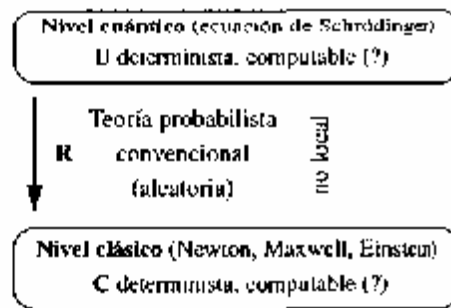 Nivel cuántico (ecuación de Schrödinger)
U determinista, computable (?)
Teoría probabilista
R convencional
(aleatoria)
no local
Nivel clásico (Newton, Maxwell, Einstein)
C determinista, computable (?)